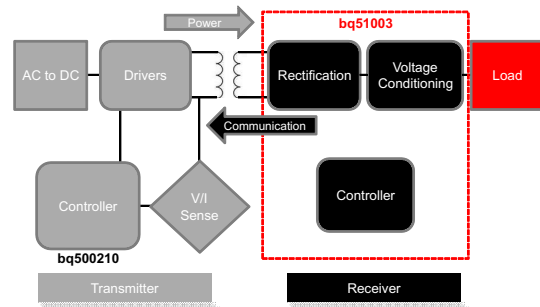 Power
bq51003
AC to DC
Drivers
Rectification
Voltage
Conditioning
Load
Communication
Controller
V/I
Sense
Controller
bq500210
Transmitter
Receiver